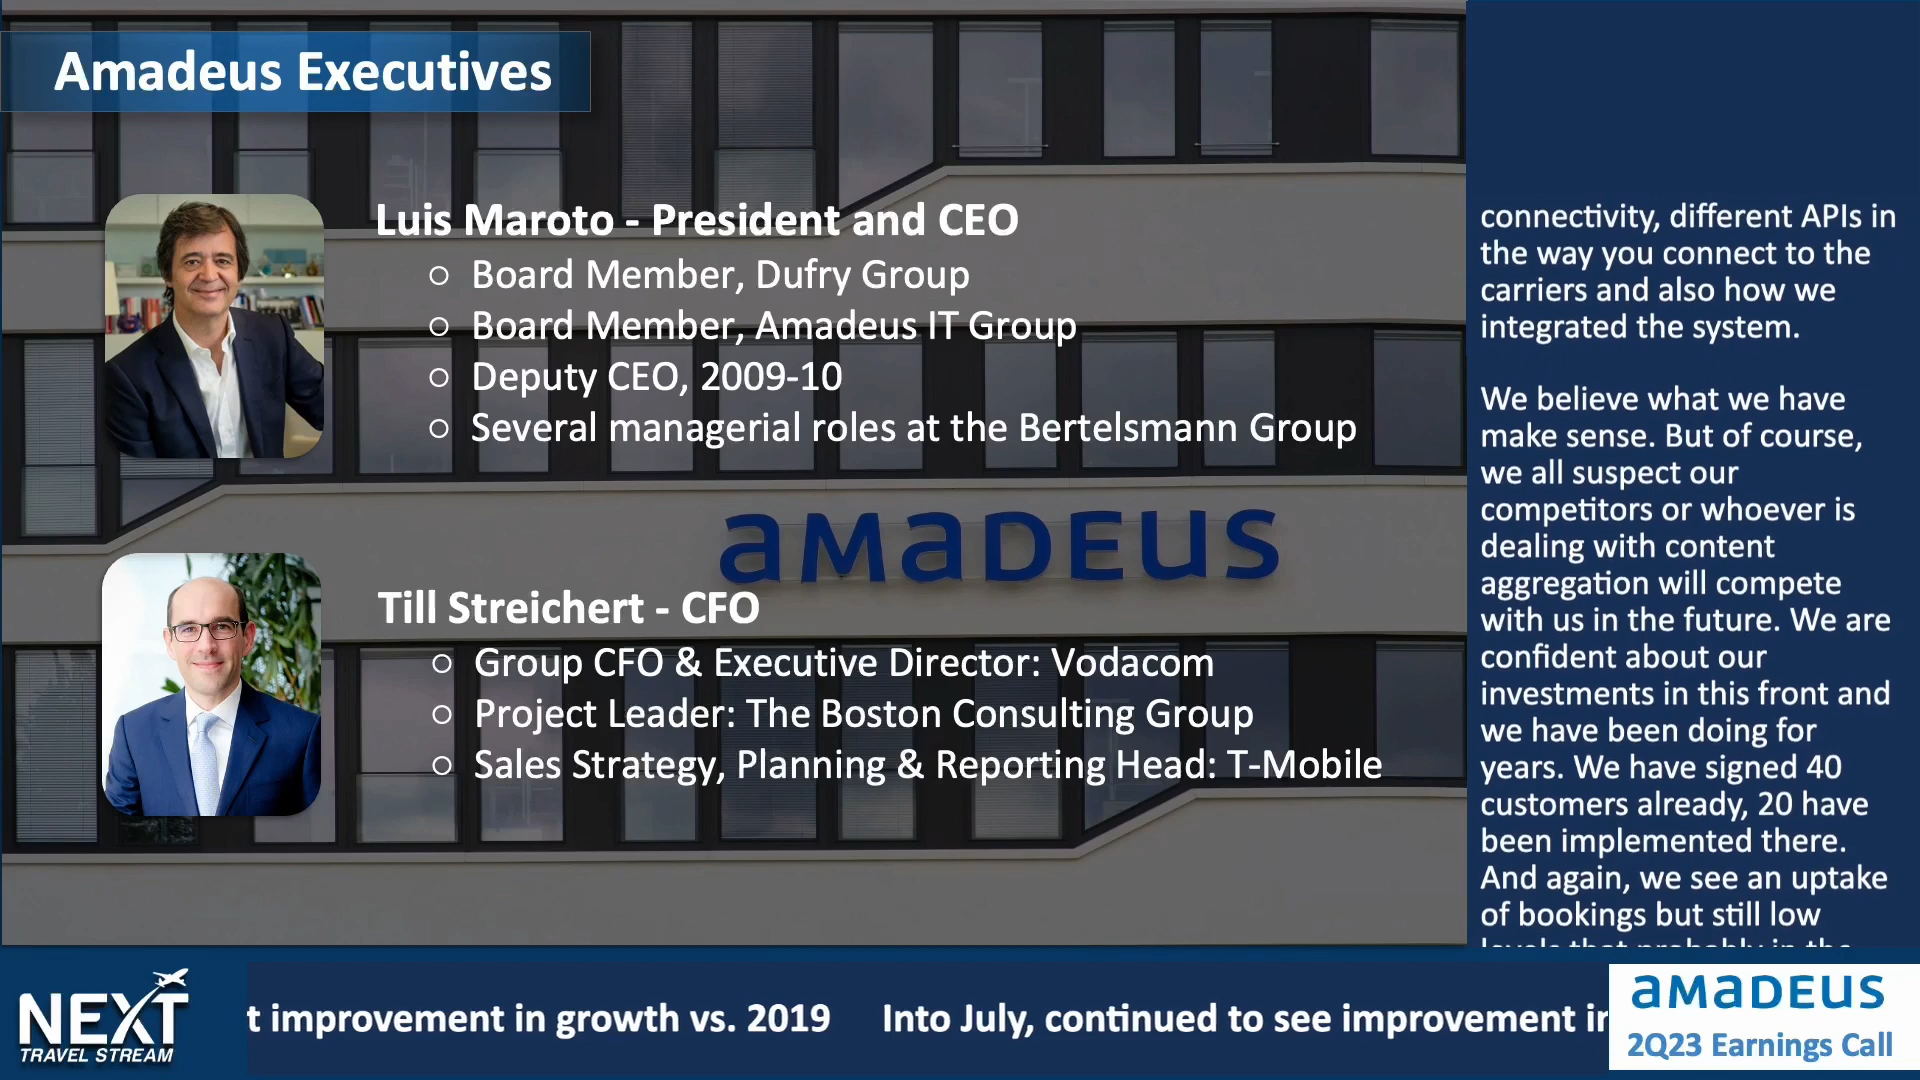 Amadeus Executives
Luis Maroto - President and CEO
○ Board Member, Dufry Group
○ Board Member, Amadeus IT Group
○ Deputy CEO, 2009-10
○ Several managerial roles at the Bertelsmann Group
amadeus
Till Streichert - CFO
○ Group CFO & Executive Director: Vodacom
○ Project Leader: The Boston Consulting Group
○ Sales Strategy, Planning & Reporting Head: T-Mobile
connectivity, different APIs in
the way you connect to the
carriers and also how we
integrated the system.
We believe what we have
make sense. But of course,
we all suspect our
competitors or whoever is
dealing with content
aggregation will compete
with us in the future. We are
confident about our
investments in this front and
we have been doing for
years. We have signed 40
customers already, 20 have
been implemented there.
And again, we see an uptake
of bookings but still low
levels that probably in the
NEXT
TRAVEL STREAM
t improvement in growth vs. 2019 Into July, continued to see improvement in
amadeus
2Q23 Earnings Call